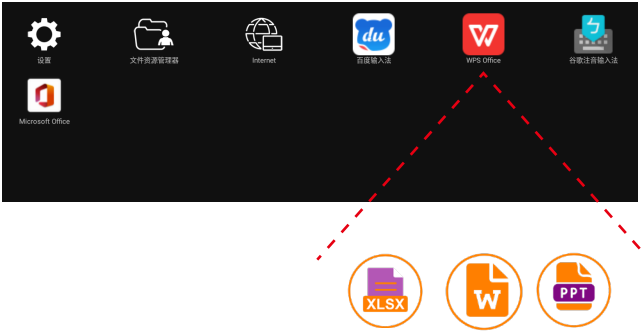 设置
文件资源管理器
Internet
du
百度输入法
W
WPS Office
ㄅ
谷歌注音输入法
Microsoft Office
XLSX
W
PPT